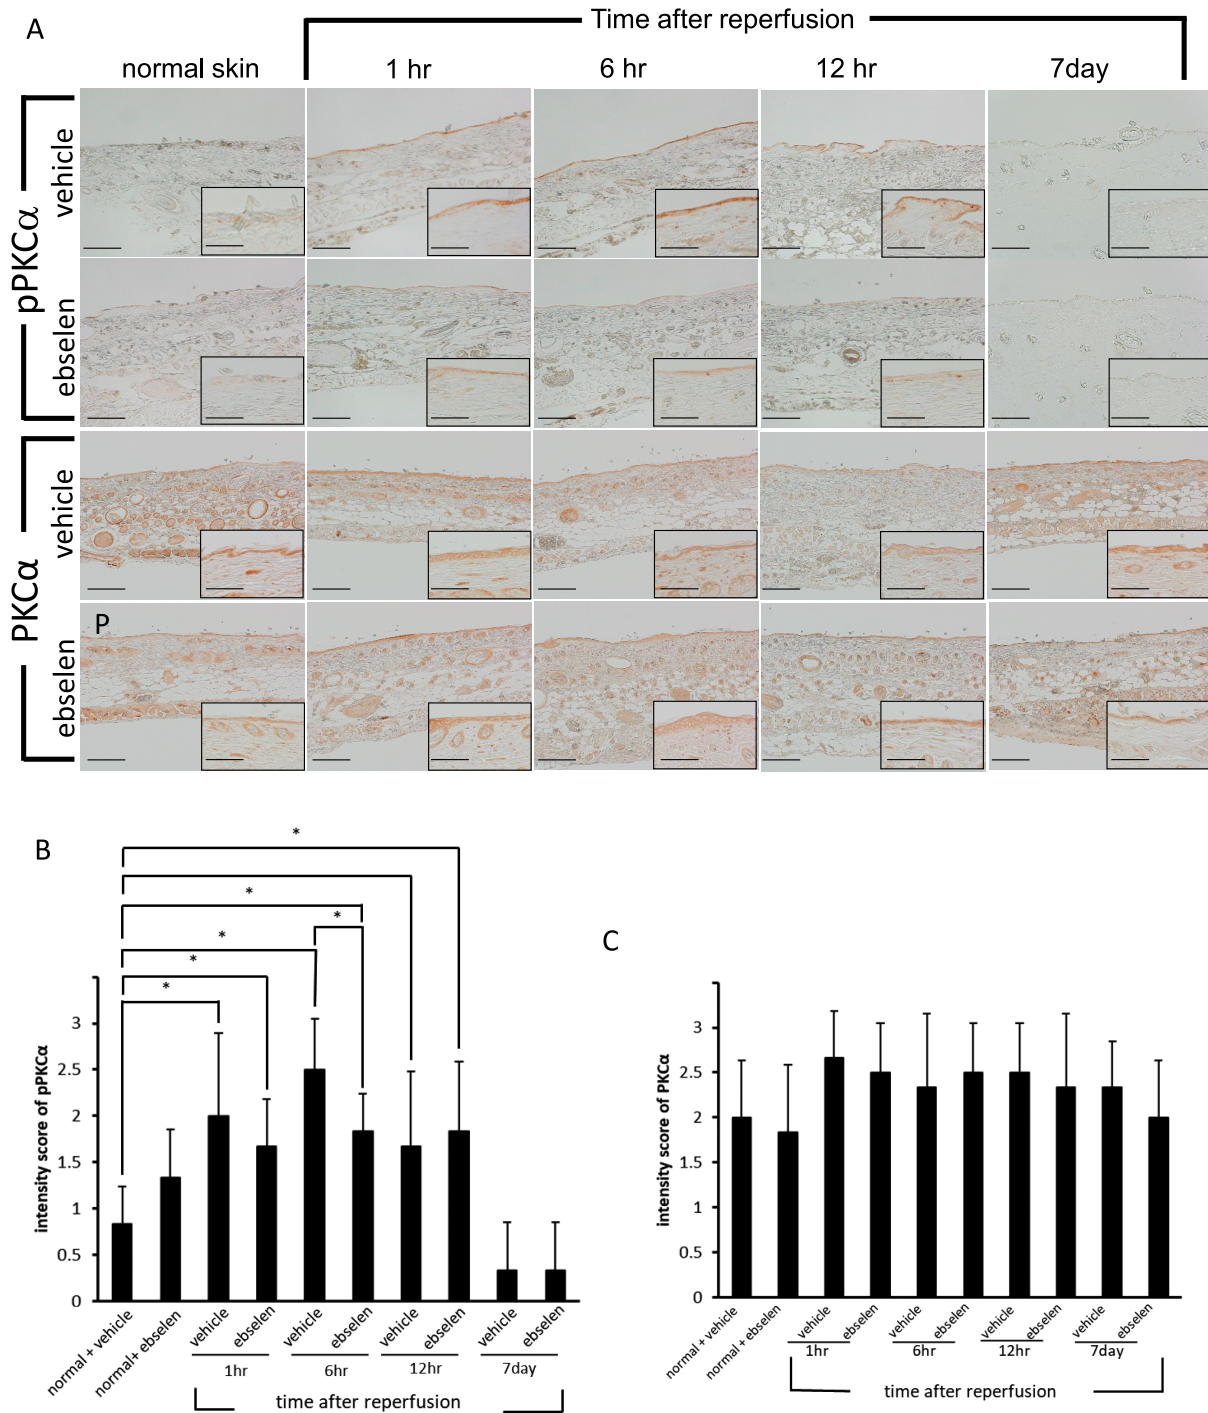 A
Time after reperfusion
normal skin 1 hr 6 hr 12 hr 7day
pPKCα
vehicle
ebselen
PKCα
vehicle
ebselen
P
B
*
*
*
*
*
*
intensity score of pPKCα
3
2.5
2
1.5
1
0.5
0
normal + vehicle
normal+ ebselen
vehicle
ebselen
vehicle
ebselen
vehicle
ebselen
vehicle
ebselen
1hr 6hr 12hr 7day
time after reperfusion
C
intensity score of PKCα
3
2.5
2
1.5
1
0.5
0
normal + vehicle
normal + ebselen
vehicle
ebselen
vehicle
ebselen
vehicle
ebselen
vehicle
ebselen
1hr 6hr 12hr 7day
time after reperfusion